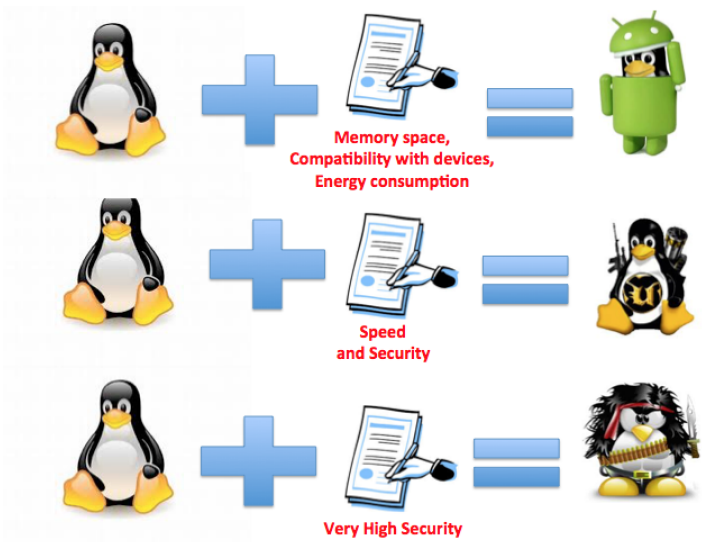 Memory space,
Compatibility with devices,
Energy consumption
Speed
and Security
Very High Security